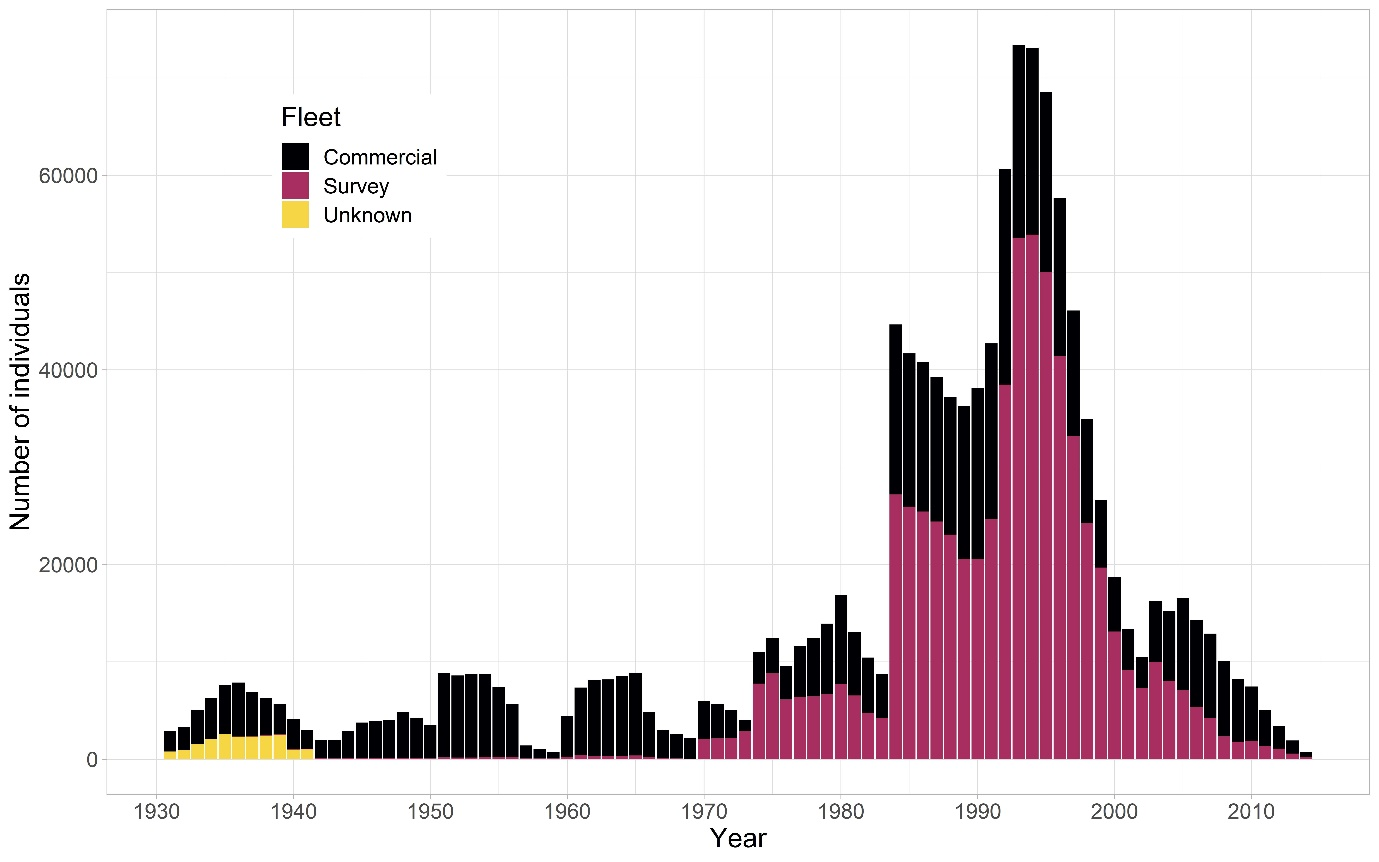 Fleet
Commercial
Survey
Unknown
60000
40000
20000
0
Number of individuals
1930 1940 1950 1960 1970 1980 1990 2000 2010
Year